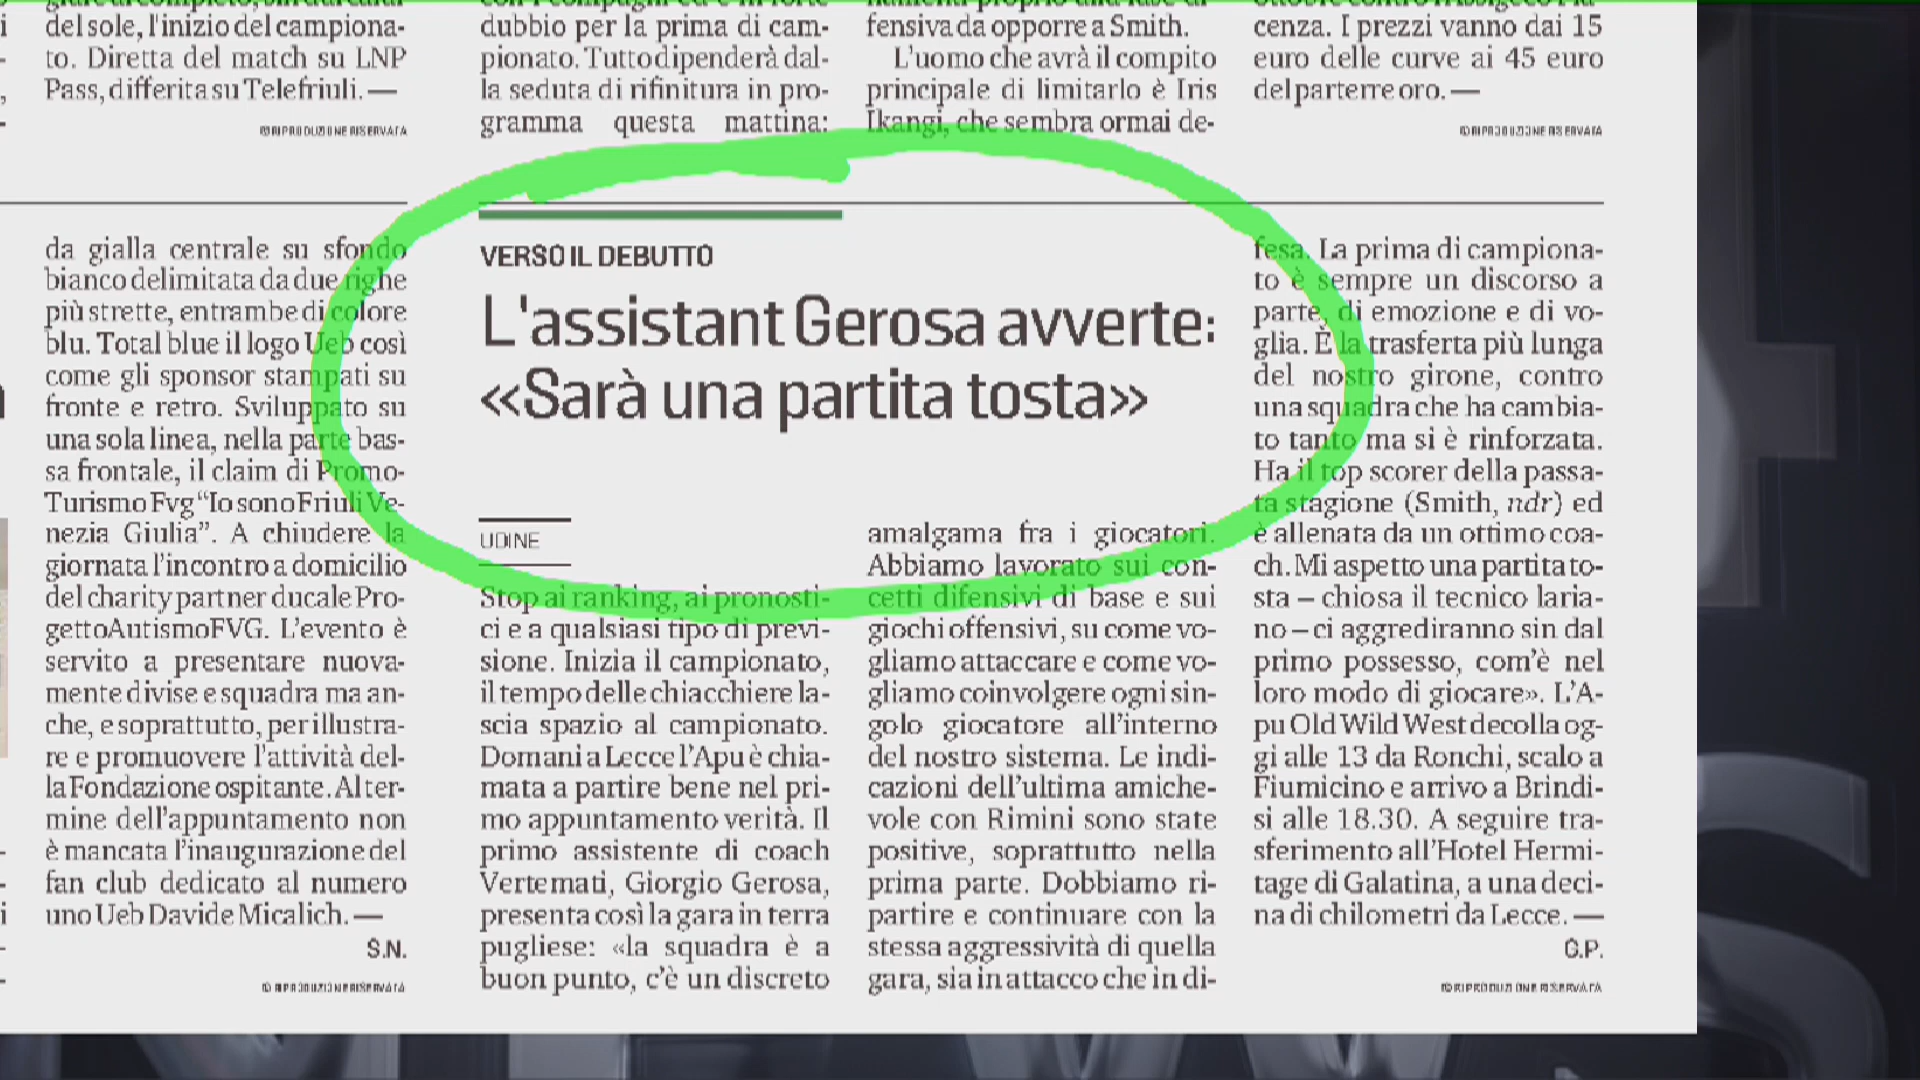 del sole, l'inizio del campiona-
to. Diretta del match su LNP
Pass, differita su Telefriuli. —
© RIPRODUZIONE RISERVATA
dubbio per la prima di cam-
pionato. Tutto dipenderà dal-
la seduta di rifinitura in pro-
gramma questa mattina:
fensiva da opporre a Smith.
L'uomo che avrà il compito
principale di limitarlo è Iris
Ikangi, che sembra ormai de-
cenza. I prezzi vanno dai 15
euro delle curve ai 45 euro
del parterre oro. —
© RIPRODUZIONE RISERVATA
da gialla centrale su sfondo
bianco delimitata da due righe
più strette, entrambe di colore
blu. Total blue il logo Ueb così
come gli sponsor stampati su
fronte e retro. Sviluppato su
una sola linea, nella parte bas-
sa frontale, il claim di Promo-
Turismo Fvg “Io sono Friuli Ve-
nezia Giulia”. A chiudere la
giornata l'incontro a domicilio
del charity partner ducale Pro-
gettoAutismoFVG. L'evento è
servito a presentare nuova-
mente divise e squadra ma an-
che, e soprattutto, per illustra-
re e promuovere l'attività del-
la Fondazione ospitante. Al ter-
mine dell'appuntamento non
è mancata l'inaugurazione del
fan club dedicato al numero
uno Ueb Davide Micalich. —
S.N.
© RIPRODUZIONE RISERVATA
VERSO IL DEBUTTO
L'assistant Gerosa avverte:
«Sarà una partita tosta»
UDINE
Stop ai ranking, ai pronosti-
ci e a qualsiasi tipo di previ-
sione. Inizia il campionato,
il tempo delle chiacchiere la-
scia spazio al campionato.
Domani a Lecce l'Apu è chia-
mata a partire bene nel pri-
mo appuntamento verità. Il
primo assistente di coach
Vertemati, Giorgio Gerosa,
presenta così la gara in terra
pugliese: «la squadra è a
buon punto, c'è un discreto
amalgama fra i giocatori.
Abbiamo lavorato sui con-
cetti difensivi di base e sui
giochi offensivi, su come vo-
gliamo attaccare e come vo-
gliamo coinvolgere ogni sin-
golo giocatore all'interno
del nostro sistema. Le indi-
cazioni dell'ultima amiche-
vole con Rimini sono state
positive, soprattutto nella
prima parte. Dobbiamo ri-
partire e continuare con la
stessa aggressività di quella
gara, sia in attacco che in di-
fesa. La prima di campiona-
to è sempre un discorso a
parte, di emozione e di vo-
glia. È la trasferta più lunga
del nostro girone, contro
una squadra che ha cambia-
to tanto ma si è rinforzata.
Ha il top scorer della passa-
ta stagione (Smith, ndr) ed
è allenata da un ottimo coa-
ch. Mi aspetto una partita to-
sta – chiosa il tecnico laria-
no – ci aggrediranno sin dal
primo possesso, com'è nel
loro modo di giocare». L'A-
pu Old Wild West decolla og-
gi alle 13 da Ronchi, scalo a
Fiumicino e arrivo a Brindi-
si alle 18.30. A seguire tra-
sferimento all'Hotel Hermi-
tage di Galatina, a una deci-
na di chilometri da Lecce. —
G.P.
© RIPRODUZIONE RISERVATA